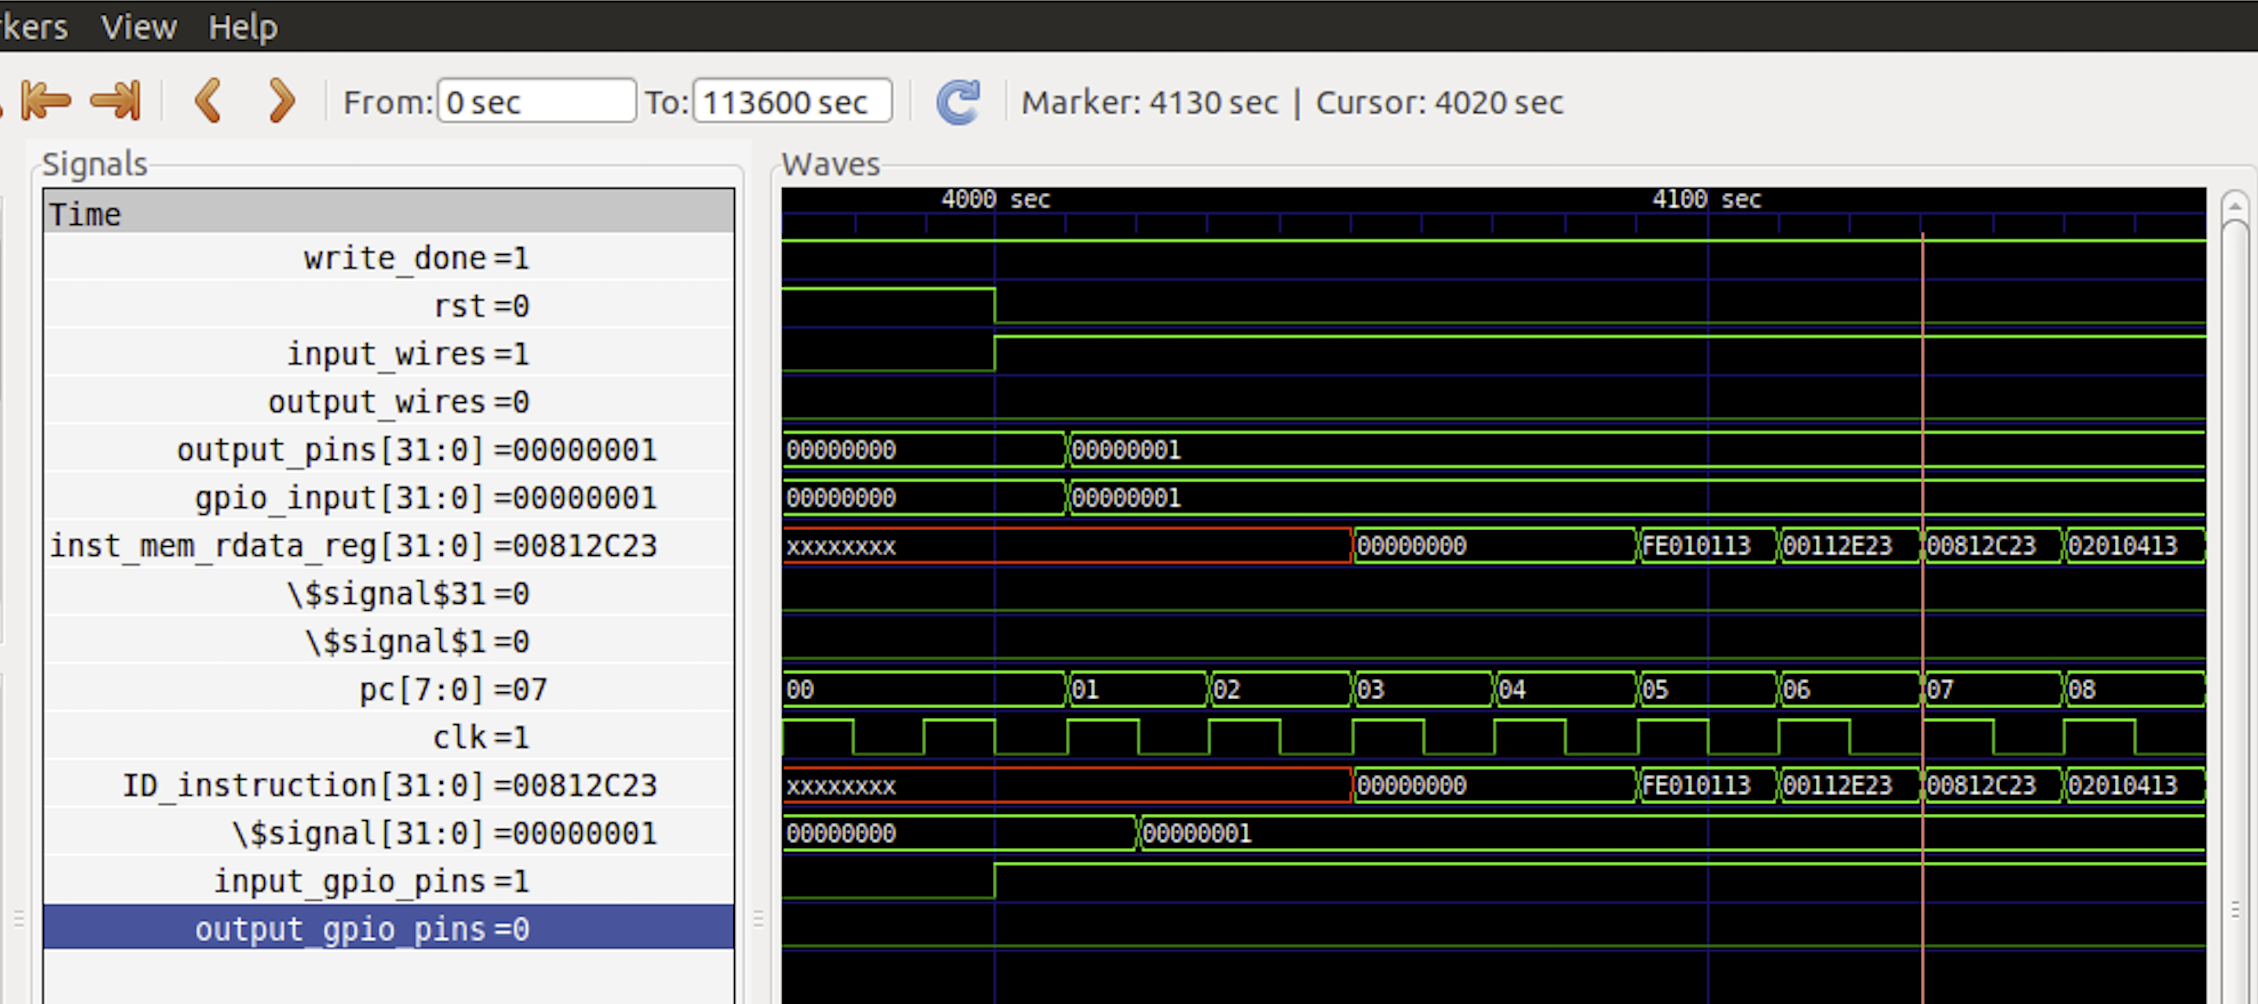 kers View Help
From: 0 sec To: 113600 sec Marker: 4130 sec | Cursor: 4020 sec
Signals Waves
Time 4000 sec 4100 sec
write_done =1
rst =0
input_wires =1
output_wires =0
output_pins[31:0] =00000001 00000000 00000001
gpio_input[31:0] =00000001 00000000 00000001
inst_mem_rdata_reg[31:0] =00812C23 xxxxxxxx 00000000 FE010113 00112E23 00812C23 02010413
\$signal$31 =0
\$signal$1 =0
pc[7:0] =07 00 01 02 03 04 05 06 07 08
clk =1
ID_instruction[31:0] =00812C23 xxxxxxxx 00000000 FE010113 00112E23 00812C23 02010413
\$signal[31:0] =00000001 00000000 00000001
input_gpio_pins =1
output_gpio_pins =0